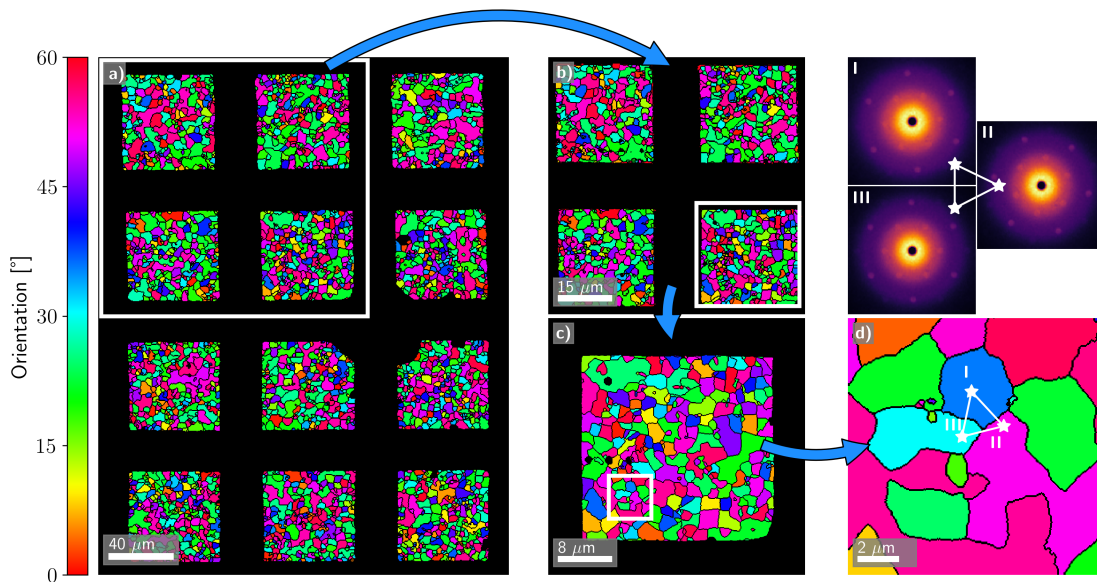 Orientation [°]
60
45
30
15
0
a)
40 μm
b)
15 μm
c)
8 μm
I
II
III
d)
I
III
II
2 μm